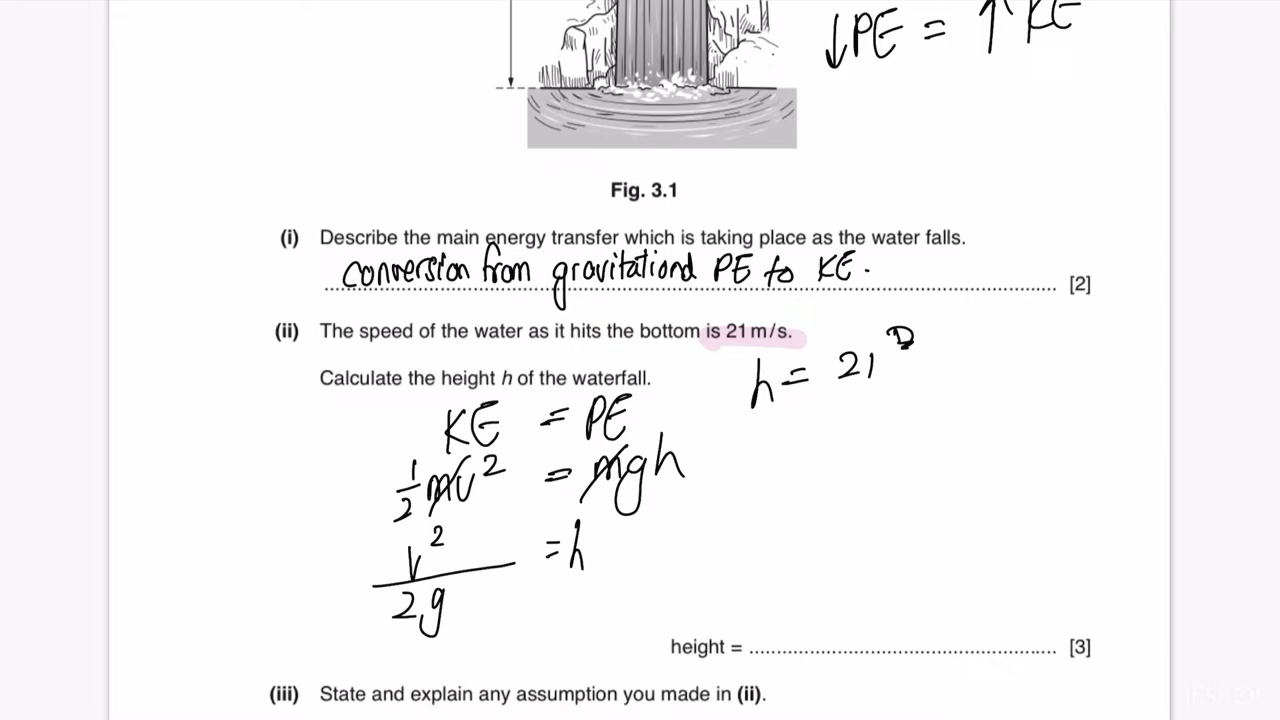 ↓PE = ↑ KE
Fig. 3.1
(i) Describe the main energy transfer which is taking place as the water falls.
conversion from gravitationd PE to KE.
[2]
(ii) The speed of the water as it hits the bottom is 21 m/s.
h = 21
Calculate the height h of the waterfall.
KE = PE
1/2 mv² = mgh
v²/2g = h
height = .......................................................... [3]
(iii) State and explain any assumption you made in (ii).